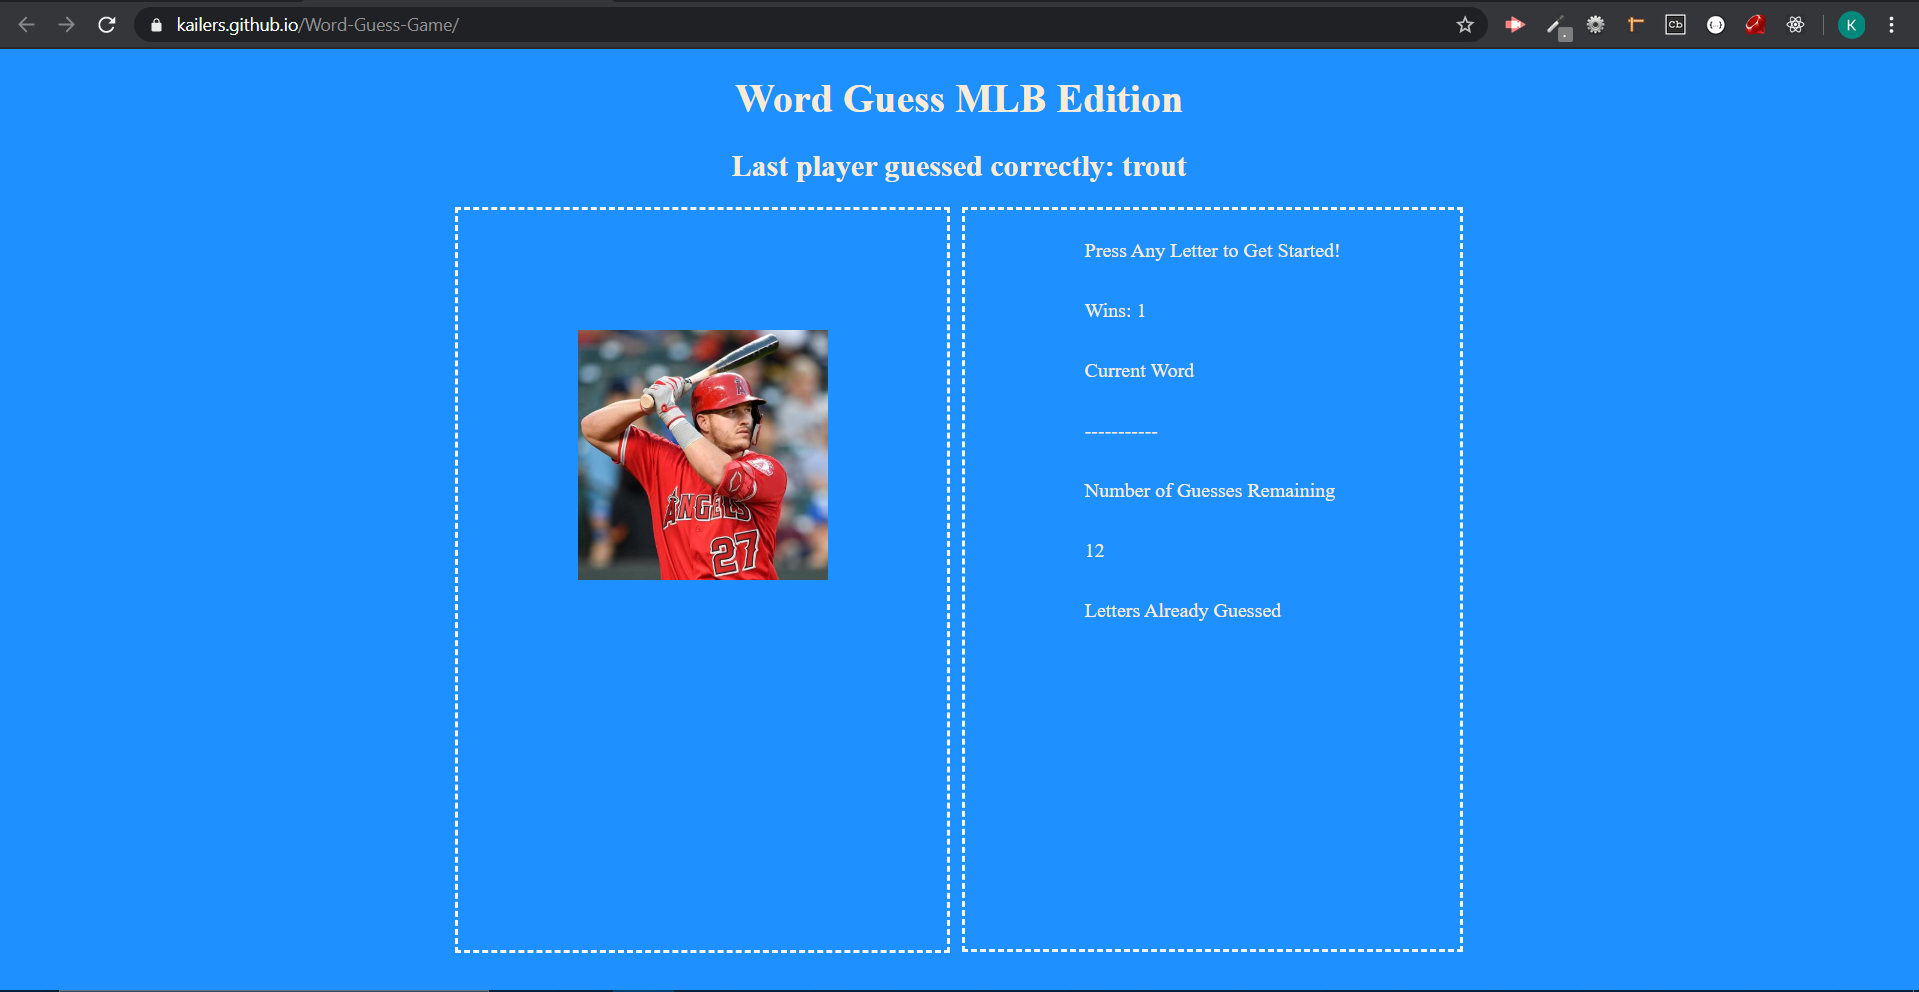 kailers.github.io/Word-Guess-Game/
Cb
K
Word Guess MLB Edition
Last player guessed correctly: trout
ANGELS
27
Press Any Letter to Get Started!
Wins: 1
Current Word
-----------
Number of Guesses Remaining
12
Letters Already Guessed